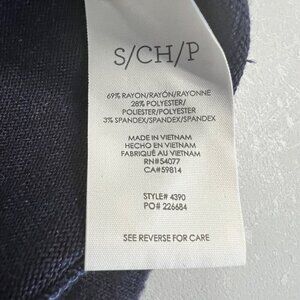 S/CH/P
69% RAYON/RAYÓN/RAYONNE
28% POLYESTER/
POLIESTER/POLYESTER
3% SPANDEX/SPANDEX/SPANDEX
MADE IN VIETNAM
HECHO EN VIETNAM
FABRIQUÉ AU VIETNAM
RN#54077
CA#59814
STYLE# 4390
PO# 226684
SEE REVERSE FOR CARE